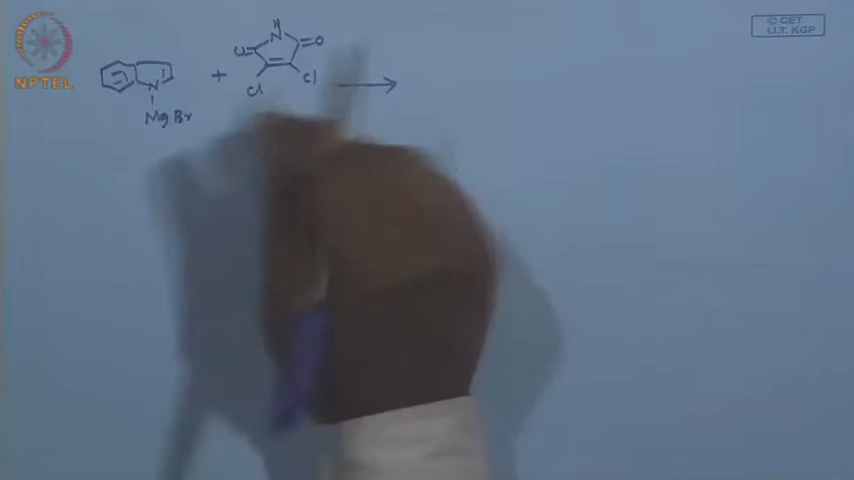 © CET
I.I.T. KGP
NPTEL
H
N
O O
Cl Cl
N
MgBr
+